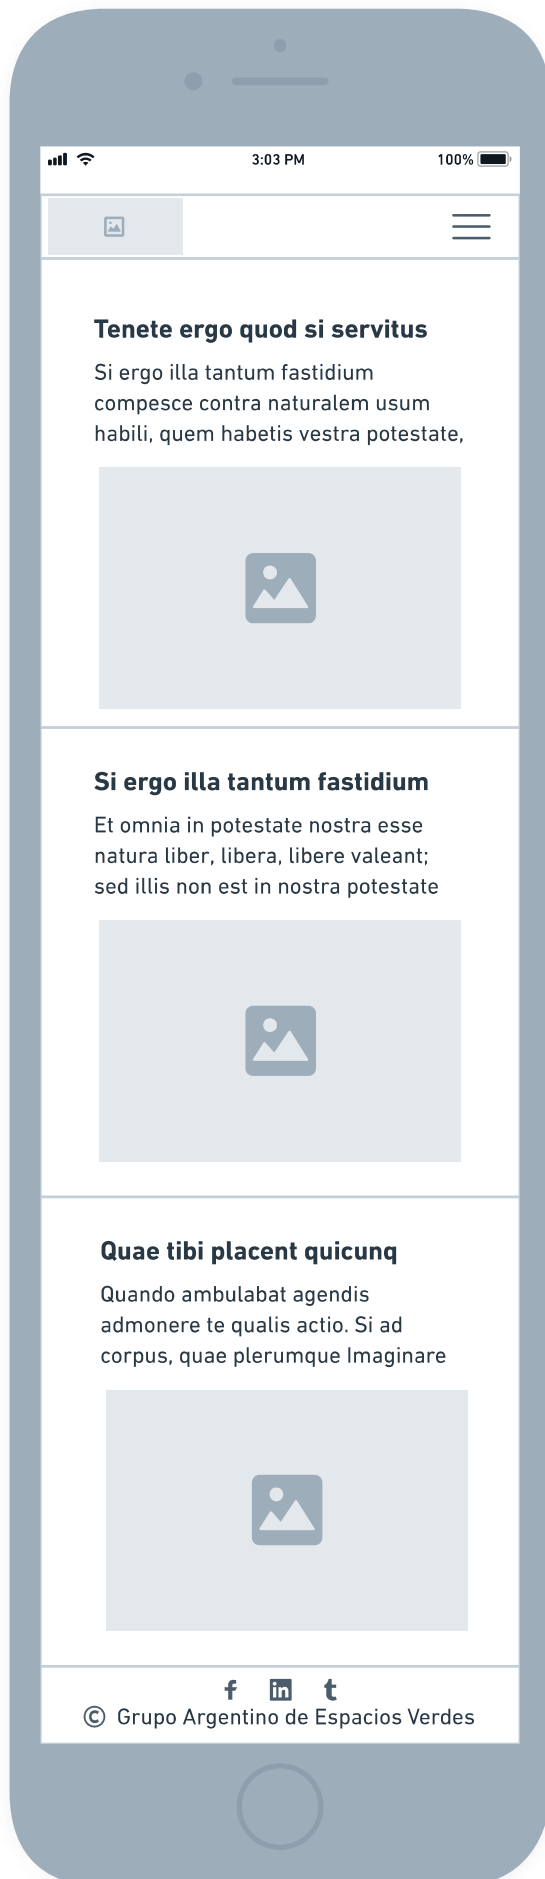 3:03 PM 100%
Tenete ergo quod si servitus
Si ergo illa tantum fastidium
compesce contra naturalem usum
habili, quem habetis vestra potestate,
Si ergo illa tantum fastidium
Et omnia in potestate nostra esse
natura liber, libera, libere valeant;
sed illis non est in nostra potestate
Quae tibi placent quicunq
Quando ambulabat agendis
admonere te qualis actio. Si ad
corpus, quae plerumque Imaginare
f in t
© Grupo Argentino de Espacios Verdes